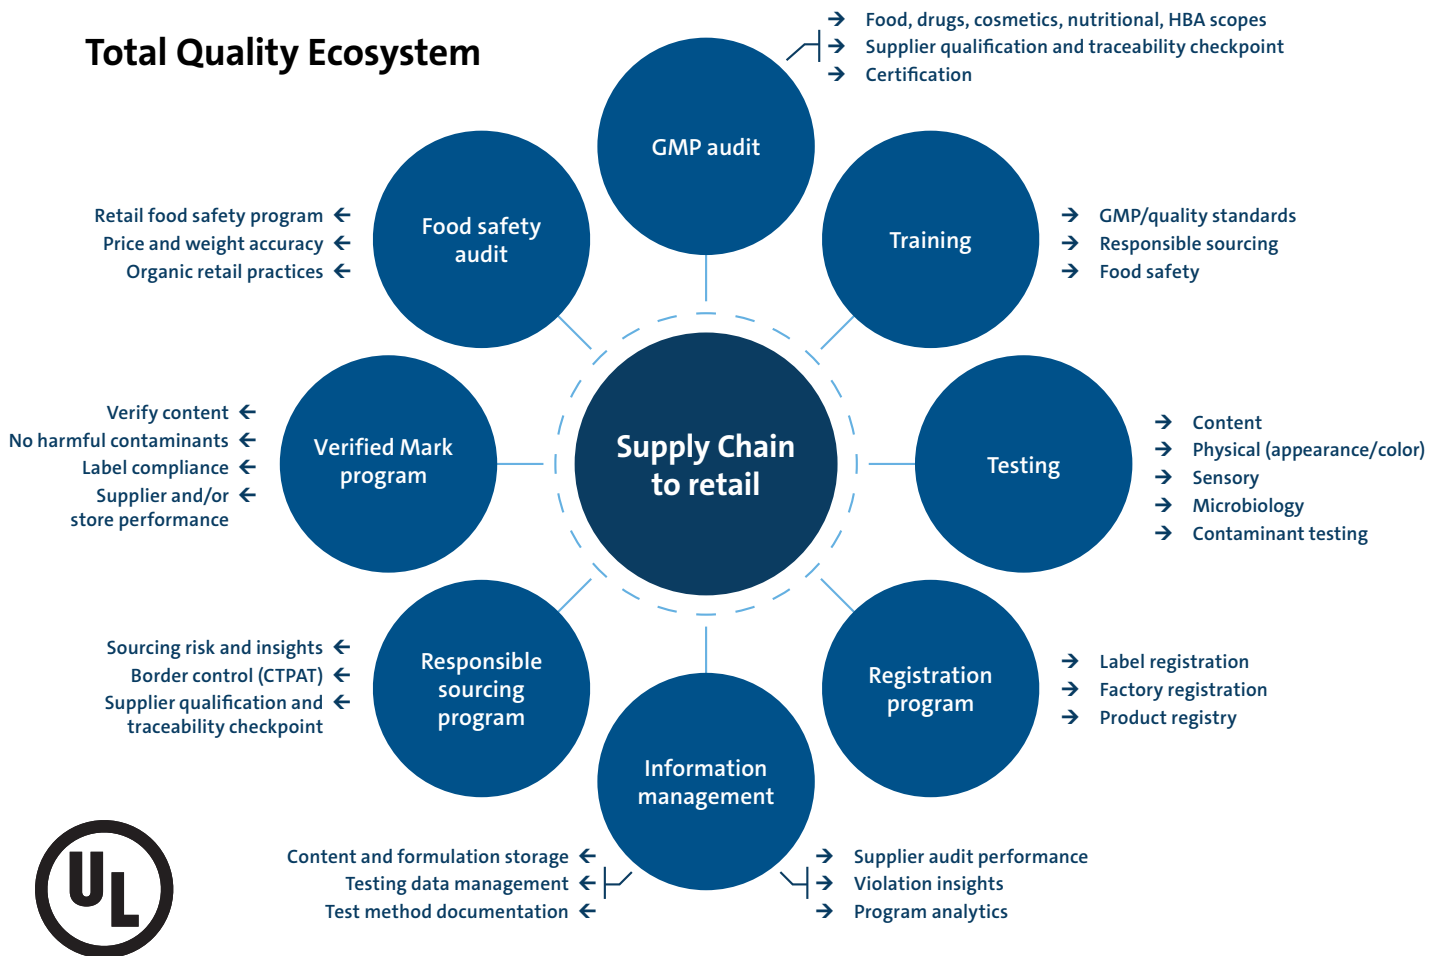 Total Quality Ecosystem
GMP audit
Food, drugs, cosmetics, nutritional, HBA scopes
Supplier qualification and traceability checkpoint
Certification
Training
GMP/quality standards
Responsible sourcing
Food safety
Testing
Content
Physical (appearance/color)
Sensory
Microbiology
Contaminant testing
Registration
program
Label registration
Factory registration
Product registry
Information
management
Supplier audit performance
Violation insights
Program analytics
Content and formulation storage
Testing data management
Test method documentation
Responsible
sourcing
program
Sourcing risk and insights
Border control (CTPAT)
Supplier qualification and
traceability checkpoint
Verified Mark
program
Verify content
No harmful contaminants
Label compliance
Supplier and/or
store performance
Food safety
audit
Retail food safety program
Price and weight accuracy
Organic retail practices
Supply Chain
to retail
UL